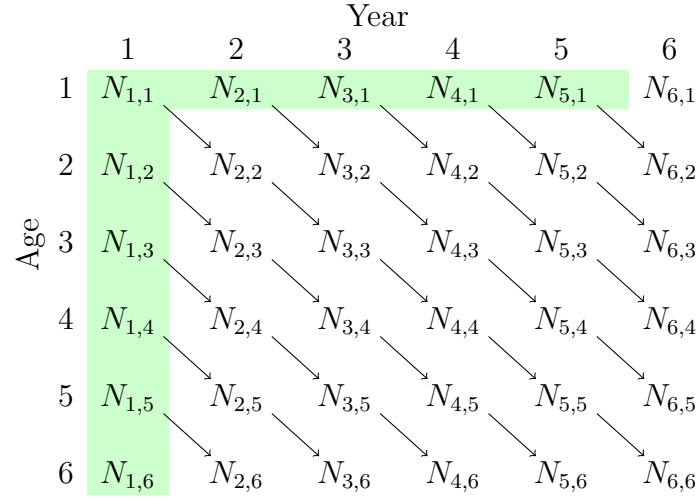 Year
1 2 3 4 5 6
Age
1 N1,1 N2,1 N3,1 N4,1 N5,1 N6,1
2 N1,2 N2,2 N3,2 N4,2 N5,2 N6,2
3 N1,3 N2,3 N3,3 N4,3 N5,3 N6,3
4 N1,4 N2,4 N3,4 N4,4 N5,4 N6,4
5 N1,5 N2,5 N3,5 N4,5 N5,5 N6,5
6 N1,6 N2,6 N3,6 N4,6 N5,6 N6,6